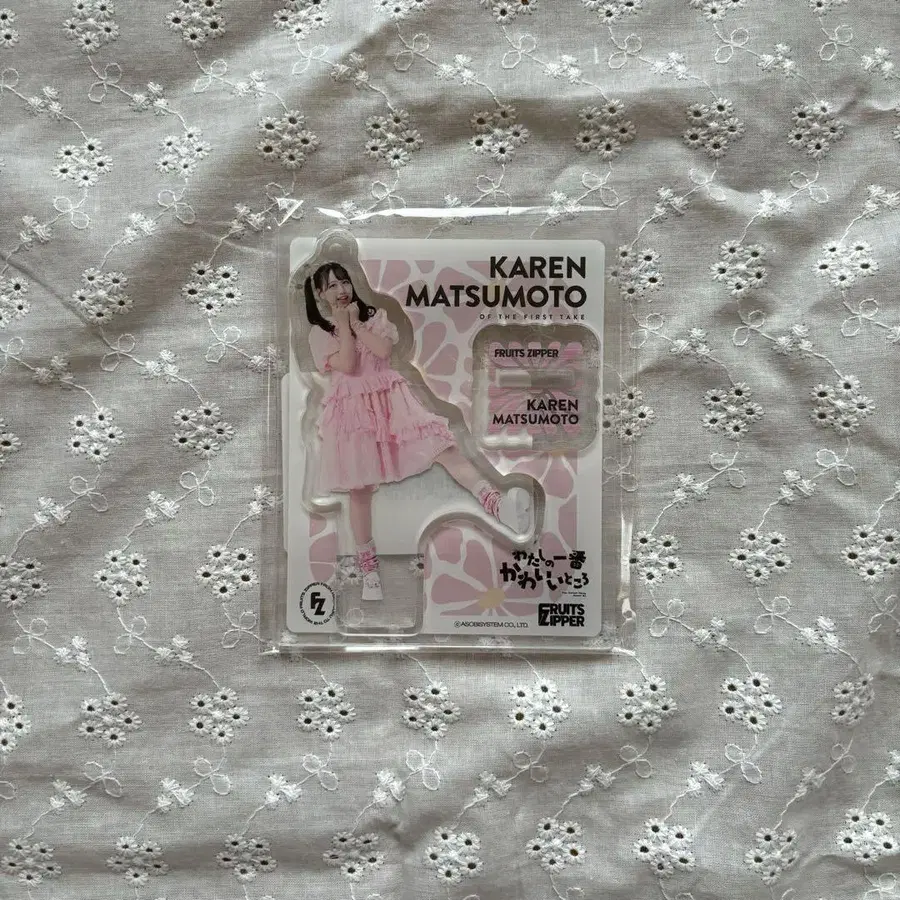 KAREN
MATSUMOTO
OF THE FIRST TAKE
FRUITS ZIPPER
KAREN
MATSUMOTO
わたしの一番
かわいいところ
FZ
FRUITS
ZIPPER
©ASOBISYSTEM CO., LTD.